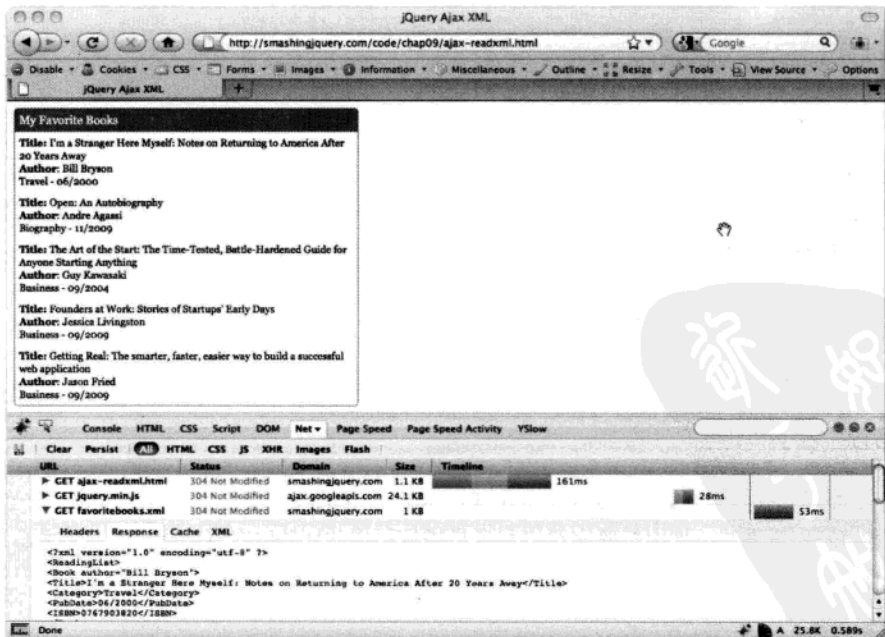 jQuery Ajax XML
http://smashingjquery.com/code/chap09/ajax-readxml.html
Google
Disable Cookies CSS Forms Images Information Miscellaneous Outline Resize Tools View Source Options
jQuery Ajax XML
My Favorite Books
Title: I'm a Stranger Here Myself: Notes on Returning to America After
20 Years Away
Author: Bill Bryson
Travel - 06/2000
Title: Open: An Autobiography
Author: Andre Agassi
Biography - 11/2009
Title: The Art of the Start: The Time-Tested, Battle-Hardened Guide for
Anyone Starting Anything
Author: Guy Kawasaki
Business - 09/2004
Title: Founders at Work: Stories of Startups' Early Days
Author: Jessica Livingston
Business - 09/2009
Title: Getting Real: The smarter, faster, easier way to build a successful
web application
Author: Jason Fried
Business - 09/2009
Console HTML CSS Script DOM Net Page Speed Page Speed Activity YSlow
Clear Persist All HTML CSS JS XHR Images Flash
URL Status Domain Size Timeline
GET ajax-readxml.html 304 Not Modified smashingjquery.com 1.1 KB 161ms
GET jquery.min.js 304 Not Modified ajax.googleapis.com 24.1 KB 28ms
GET favoritebooks.xml 304 Not Modified smashingjquery.com 1 KB 53ms
Headers Response Cache XML
<?xml version="1.0" encoding="utf-8" ?>
<ReadingList>
<Book author="Bill Bryson">
<Title>I'm a Stranger Here Myself: Notes on Returning to America After 20 Years Away</Title>
<Category>Travel</Category>
<PubDate>06/2000</PubDate>
<ISBN>0767903820</ISBN>
Done 25.8K 0.589s